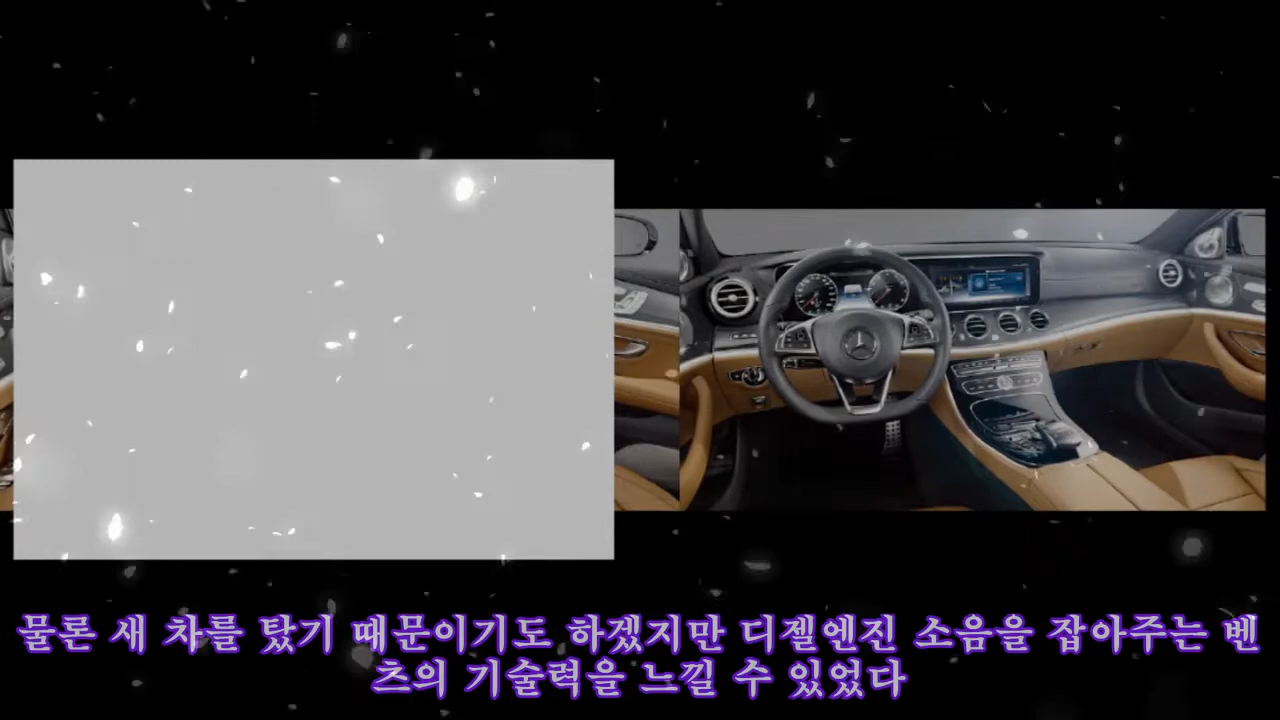 물론 새 차를 탔기 때문이기도 하겠지만 디젤엔진 소음을 잡아주는 벤
츠의 기술력을 느낄 수 있었다